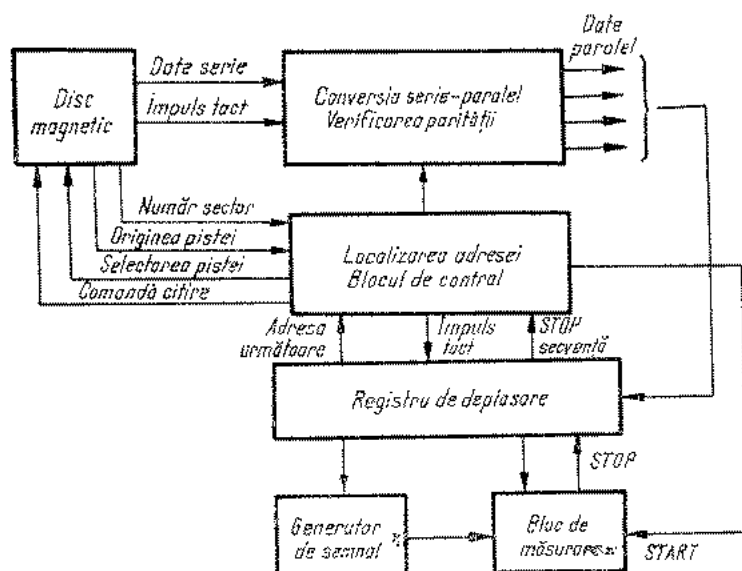 Date
paralel
Date serie
Impuls tact
Disc
magnetic
Conversia serie-paralel
Verificarea parității
Număr sector
Originea pistei
Selectarea pistei
Comandă citire
Localizarea adresei
Blocul de control
Adresa
următoare
Impuls
tact
STOP
secvență
Registru de deplasare
STOP
Generator
de semnal
Bloc de
măsurare
START